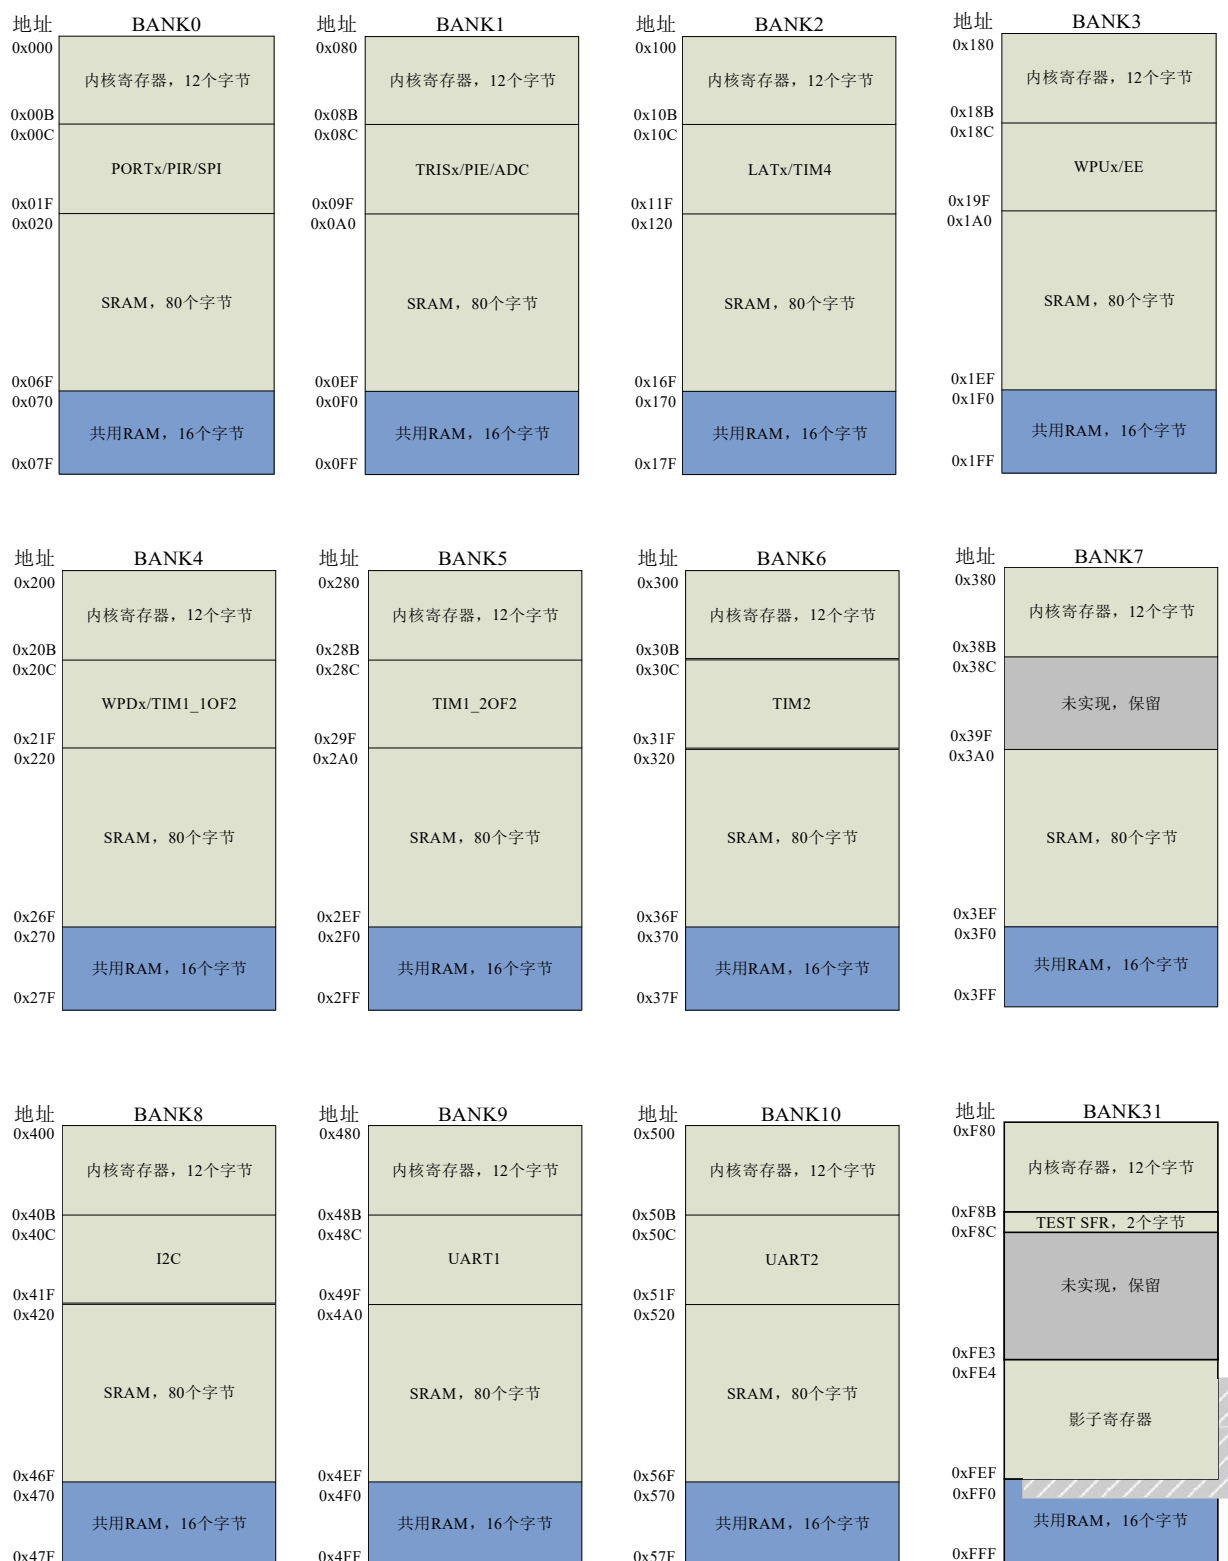 地址 BANK0
0x000
内核寄存器，12个字节
0x00B
0x00C
PORTx/PIR/SPI
0x01F
0x020
SRAM，80个字节
0x06F
0x070
共用RAM，16个字节
0x07F
地址 BANK1
0x080
内核寄存器，12个字节
0x08B
0x08C
TRISx/PIE/ADC
0x09F
0x0A0
SRAM，80个字节
0x0EF
0x0F0
共用RAM，16个字节
0x0FF
地址 BANK2
0x100
内核寄存器，12个字节
0x10B
0x10C
LATx/TIM4
0x11F
0x120
SRAM，80个字节
0x16F
0x170
共用RAM，16个字节
0x17F
地址 BANK3
0x180
内核寄存器，12个字节
0x18B
0x18C
WPUx/EE
0x19F
0x1A0
SRAM，80个字节
0x1EF
0x1F0
共用RAM，16个字节
0x1FF
地址 BANK4
0x200
内核寄存器，12个字节
0x20B
0x20C
WPDx/TIM1_1OF2
0x21F
0x220
SRAM，80个字节
0x26F
0x270
共用RAM，16个字节
0x27F
地址 BANK5
0x280
内核寄存器，12个字节
0x28B
0x28C
TIM1_2OF2
0x29F
0x2A0
SRAM，80个字节
0x2EF
0x2F0
共用RAM，16个字节
0x2FF
地址 BANK6
0x300
内核寄存器，12个字节
0x30B
0x30C
TIM2
0x31F
0x320
SRAM，80个字节
0x36F
0x370
共用RAM，16个字节
0x37F
地址 BANK7
0x380
内核寄存器，12个字节
0x38B
0x38C
未实现，保留
0x39F
0x3A0
SRAM，80个字节
0x3EF
0x3F0
共用RAM，16个字节
0x3FF
地址 BANK8
0x400
内核寄存器，12个字节
0x40B
0x40C
I2C
0x41F
0x420
SRAM，80个字节
0x46F
0x470
共用RAM，16个字节
0x47F
地址 BANK9
0x480
内核寄存器，12个字节
0x48B
0x48C
UART1
0x49F
0x4A0
SRAM，80个字节
0x4EF
0x4F0
共用RAM，16个字节
0x4FF
地址 BANK10
0x500
内核寄存器，12个字节
0x50B
0x50C
UART2
0x51F
0x520
SRAM，80个字节
0x56F
0x570
共用RAM，16个字节
0x57F
地址 BANK31
0xF80
内核寄存器，12个字节
0xF8B
TEST SFR，2个字节
0xF8C
未实现，保留
0xFE3
0xFE4
影子寄存器
0xFEF
0xFF0
共用RAM，16个字节
0xFFF